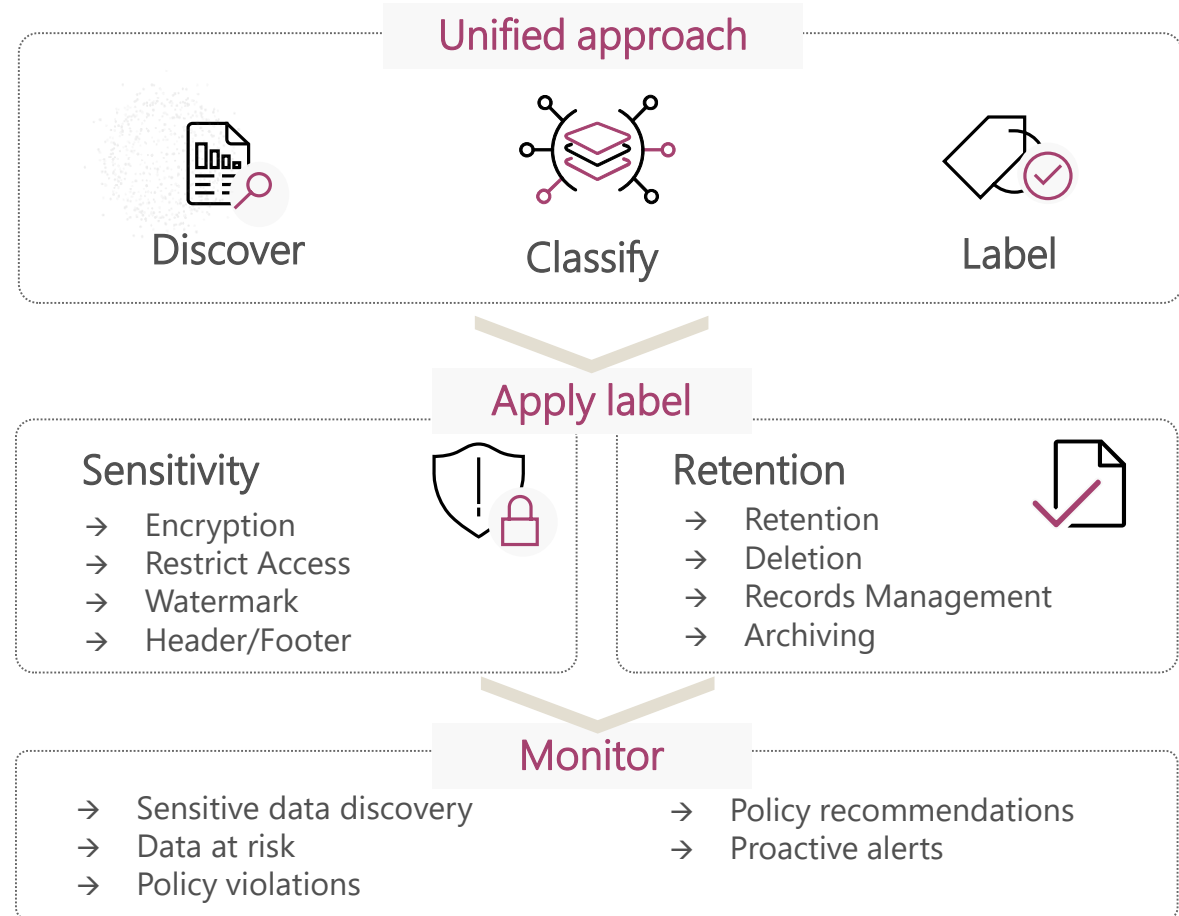 Unified approach
Discover
Classify
Label
Apply label
Sensitivity
→ Encryption
→ Restrict Access
→ Watermark
→ Header/Footer
Retention
→ Retention
→ Deletion
→ Records Management
→ Archiving
Monitor
→ Sensitive data discovery
→ Data at risk
→ Policy violations
→ Policy recommendations
→ Proactive alerts